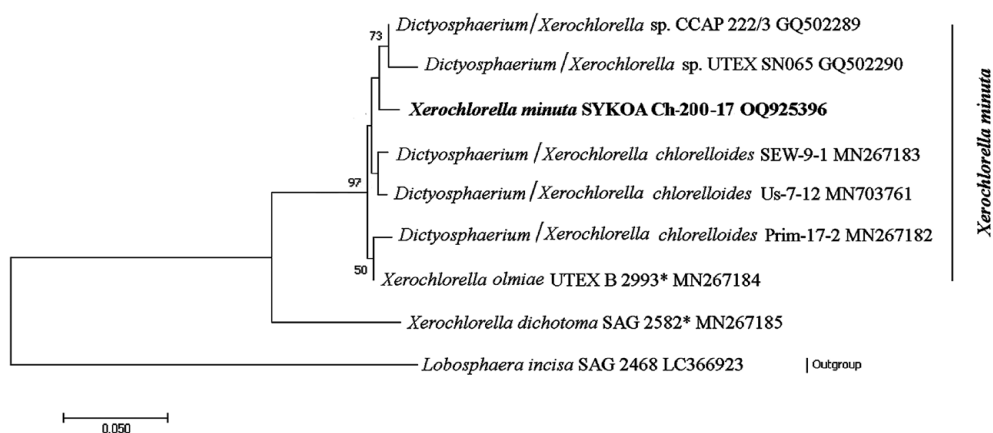 Dictyosphaerium/Xerochlorella sp. CCAP 222/3 GQ502289
73
Dictyosphaerium/Xerochlorella sp. UTEX SN065 GQ502290
Xerochlorella minuta SYKOA Ch-200-17 OQ925396
Dictyosphaerium/Xerochlorella chlorelloides SEW-9-1 MN267183
97
Dictyosphaerium/Xerochlorella chlorelloides Us-7-12 MN703761
Dictyosphaerium/Xerochlorella chlorelloides Prim-17-2 MN267182
50
Xerochlorella olmiae UTEX B 2993* MN267184
Xerochlorella dichotoma SAG 2582* MN267185
Lobosphaera incisa SAG 2468 LC366923
Outgroup
Xerochlorella minuta
0.050